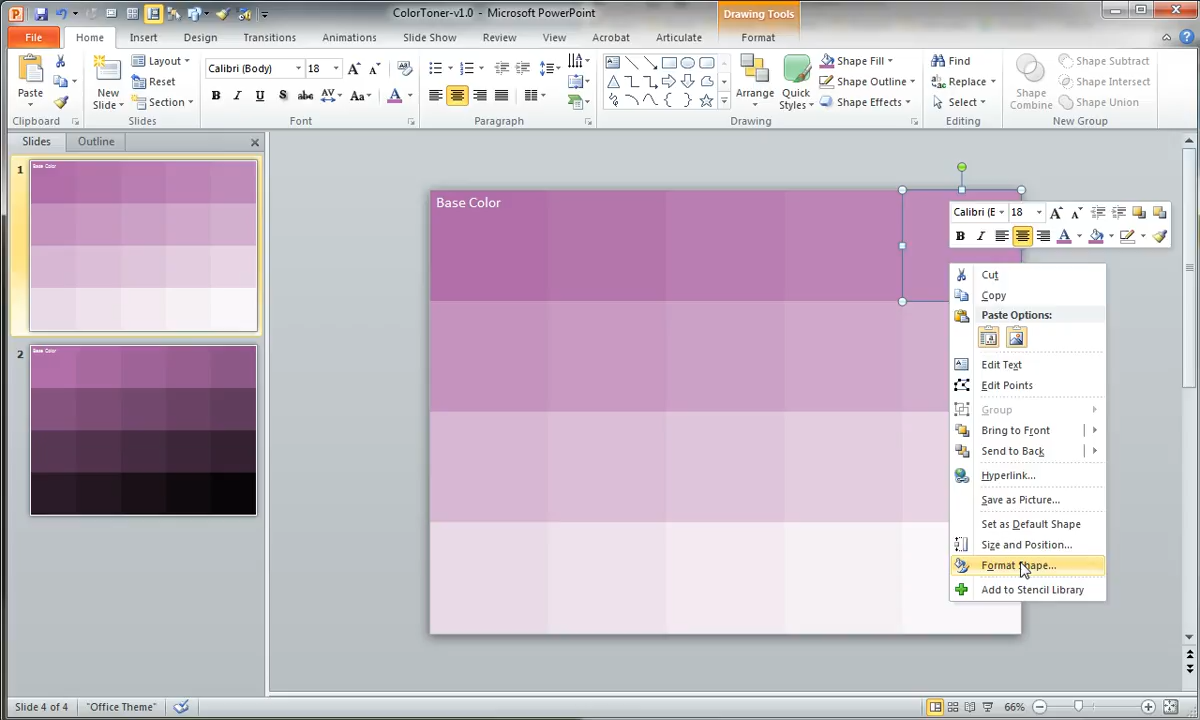 ColorToner-v1.0 - Microsoft PowerPoint
Drawing Tools
File Home Insert Design Transitions Animations Slide Show Review View Acrobat Articulate Format
Paste
Clipboard
New
Slide
Layout
Reset
Section
Slides
Calibri (Body) 18
B I U S abc AV Aa A
Font
Paragraph
Arrange
Quick
Styles
Shape Fill
Shape Outline
Shape Effects
Drawing
Find
Replace
Select
Editing
Shape
Combine
Shape Subtract
Shape Intersect
Shape Union
New Group
Slides Outline
1
Base Color
2
Base Color
Base Color
Calibri (E 18
B I A
Cut
Copy
Paste Options:
Edit Text
Edit Points
Group
Bring to Front
Send to Back
Hyperlink...
Save as Picture...
Set as Default Shape
Size and Position...
Format Shape...
Add to Stencil Library
Slide 4 of 4 "Office Theme" 66%